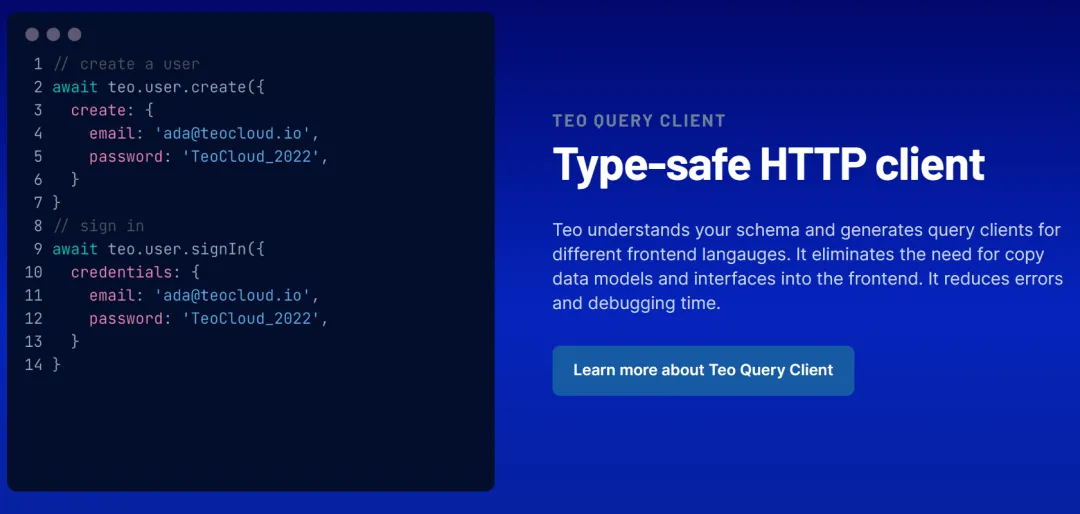 1 // create a user
2 await teo.user.create({
3   create: {
4     email: 'ada@teocloud.io',
5     password: 'TeoCloud_2022',
6   }
7 }
8 // sign in
9 await teo.user.signIn({
10   credentials: {
11     email: 'ada@teocloud.io',
12     password: 'TeoCloud_2022',
13   }
14 }
TEO QUERY CLIENT
Type-safe HTTP client
Teo understands your schema and generates query clients for
different frontend langauges. It eliminates the need for copy
data models and interfaces into the frontend. It reduces errors
and debugging time.
Learn more about Teo Query Client